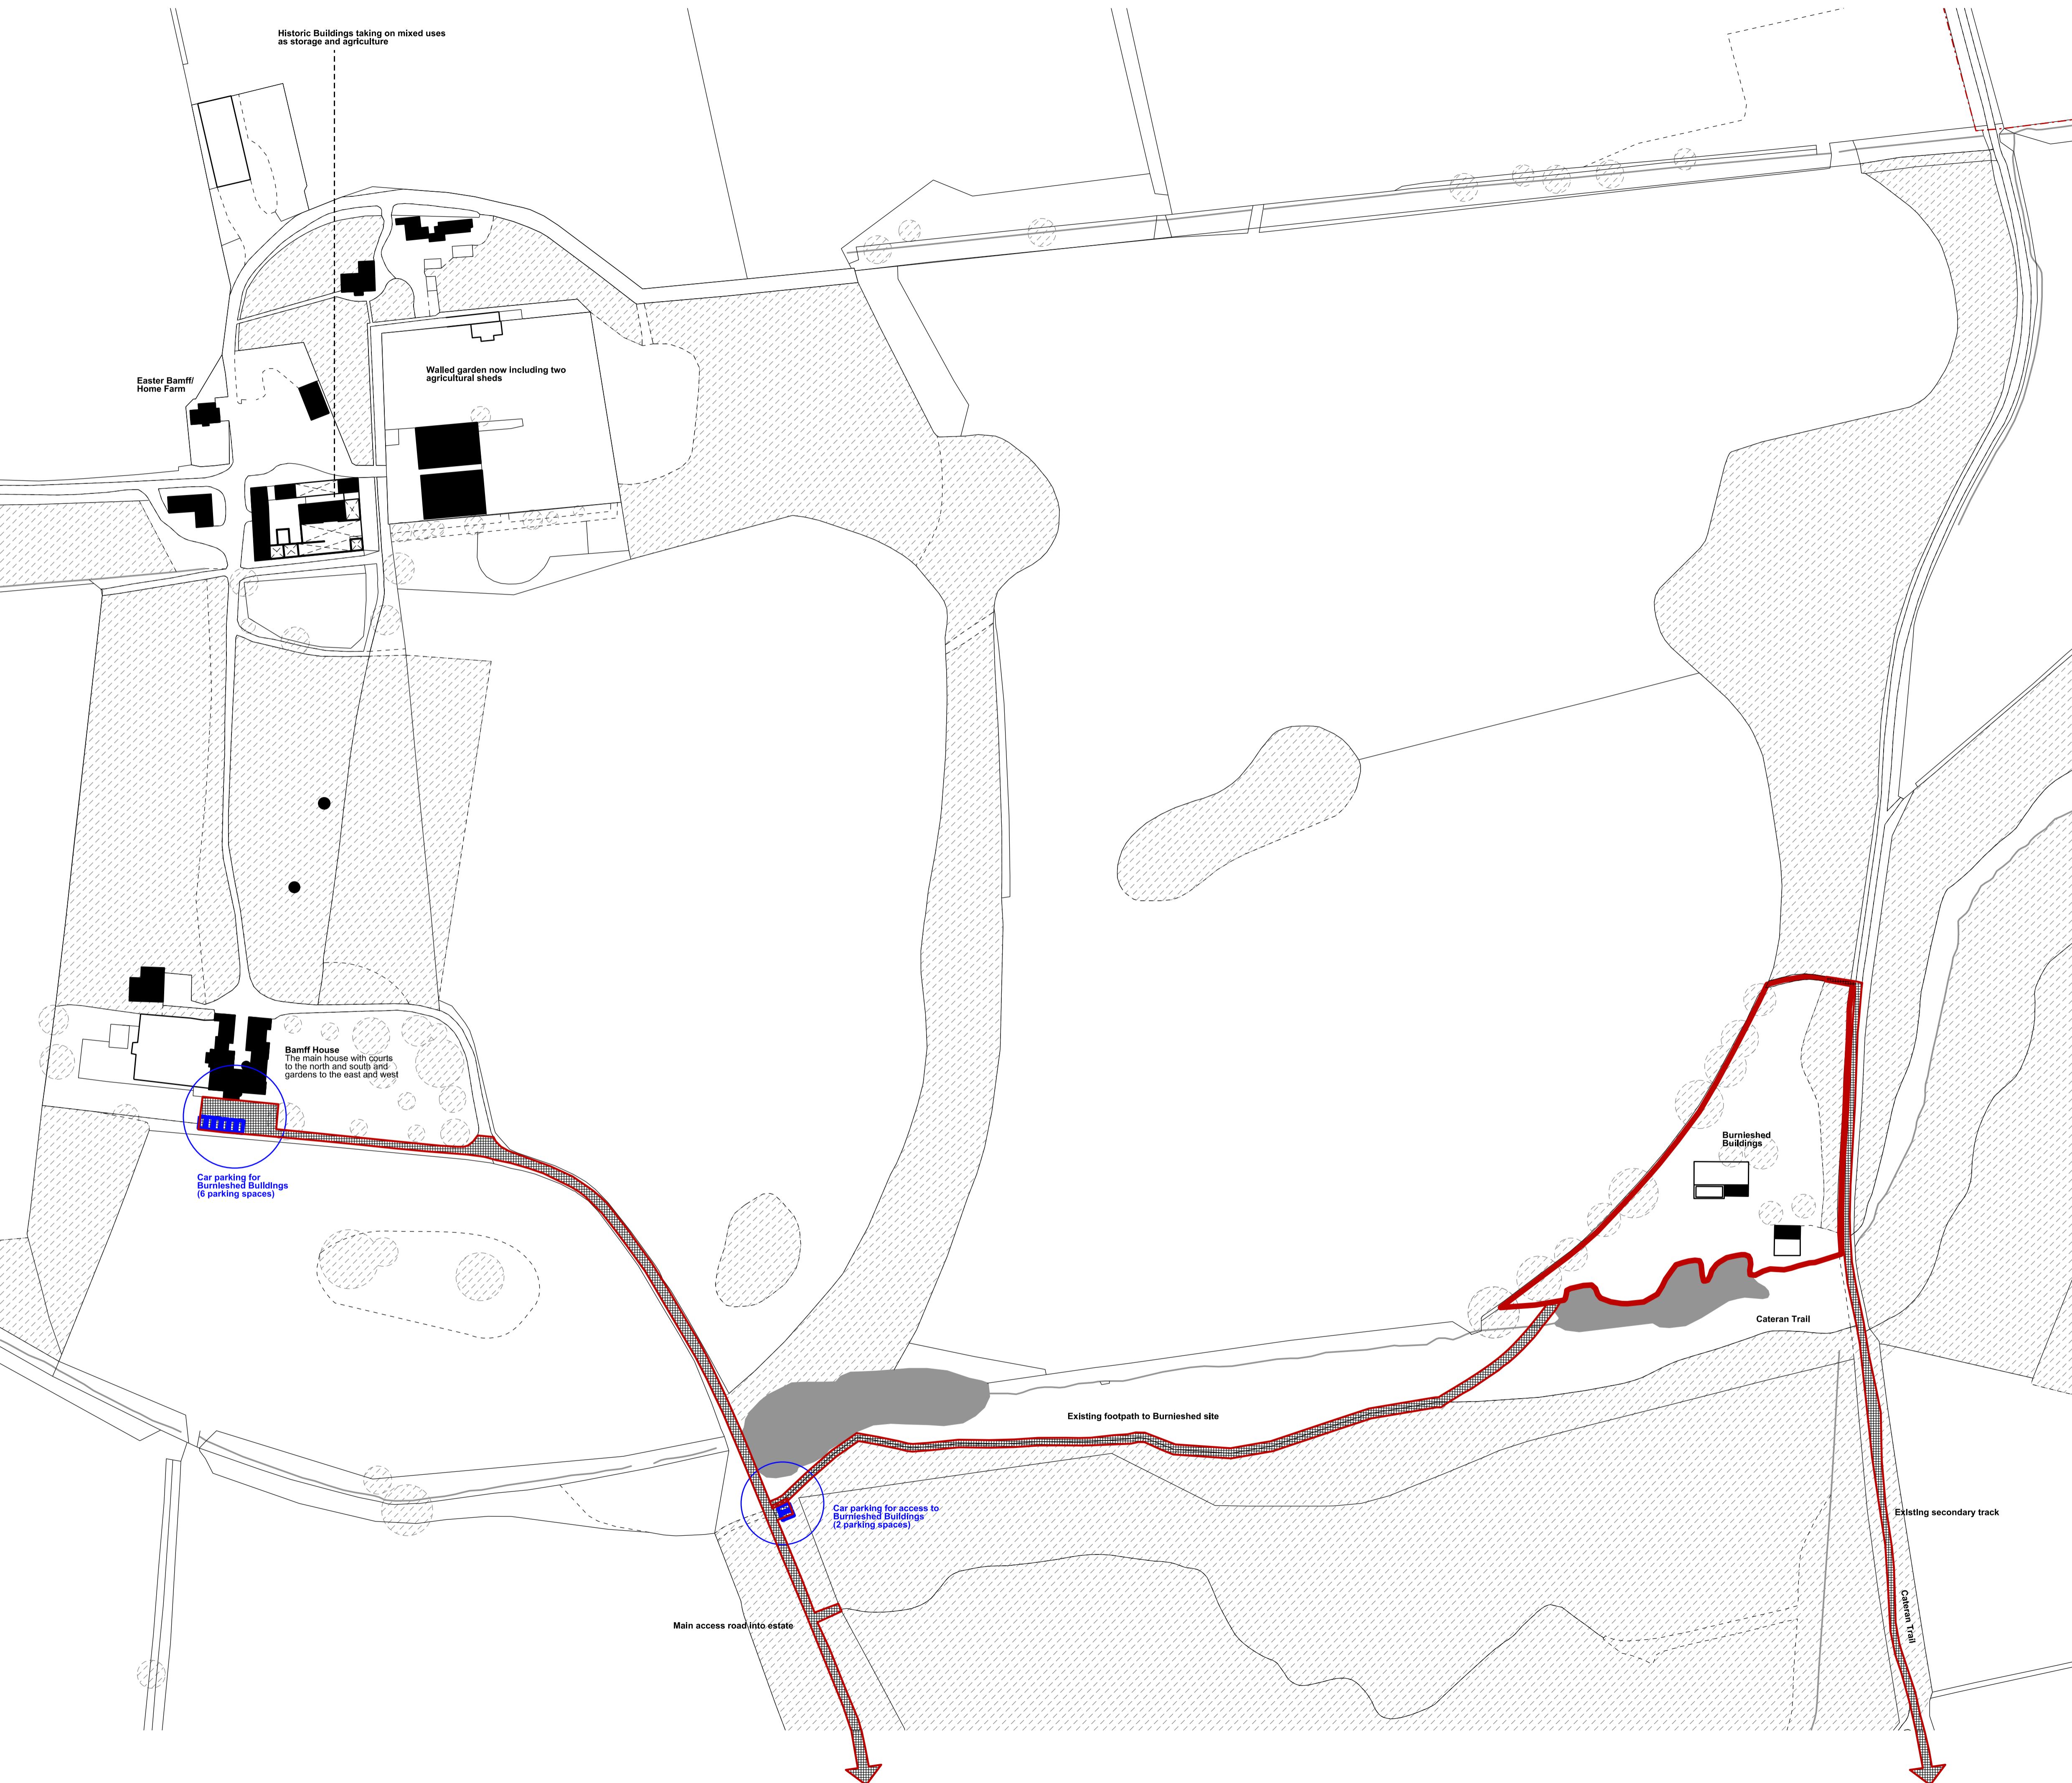 Historic Buildings taking on mixed uses
as storage and agriculture
Easter Bamff/
Home Farm
Walled garden now including two
agricultural sheds
Bamff House
The main house with courts
to the north and south and
gardens to the east and west
Car parking for
Burnieshed Buildings
(6 parking spaces)
Burnieshed
Buildings
Cateran Trail
Existing footpath to Burnieshed site
Car parking for access to
Burnieshed Buildings
(2 parking spaces)
Existing secondary track
Cateran Trail
Main access road into estate